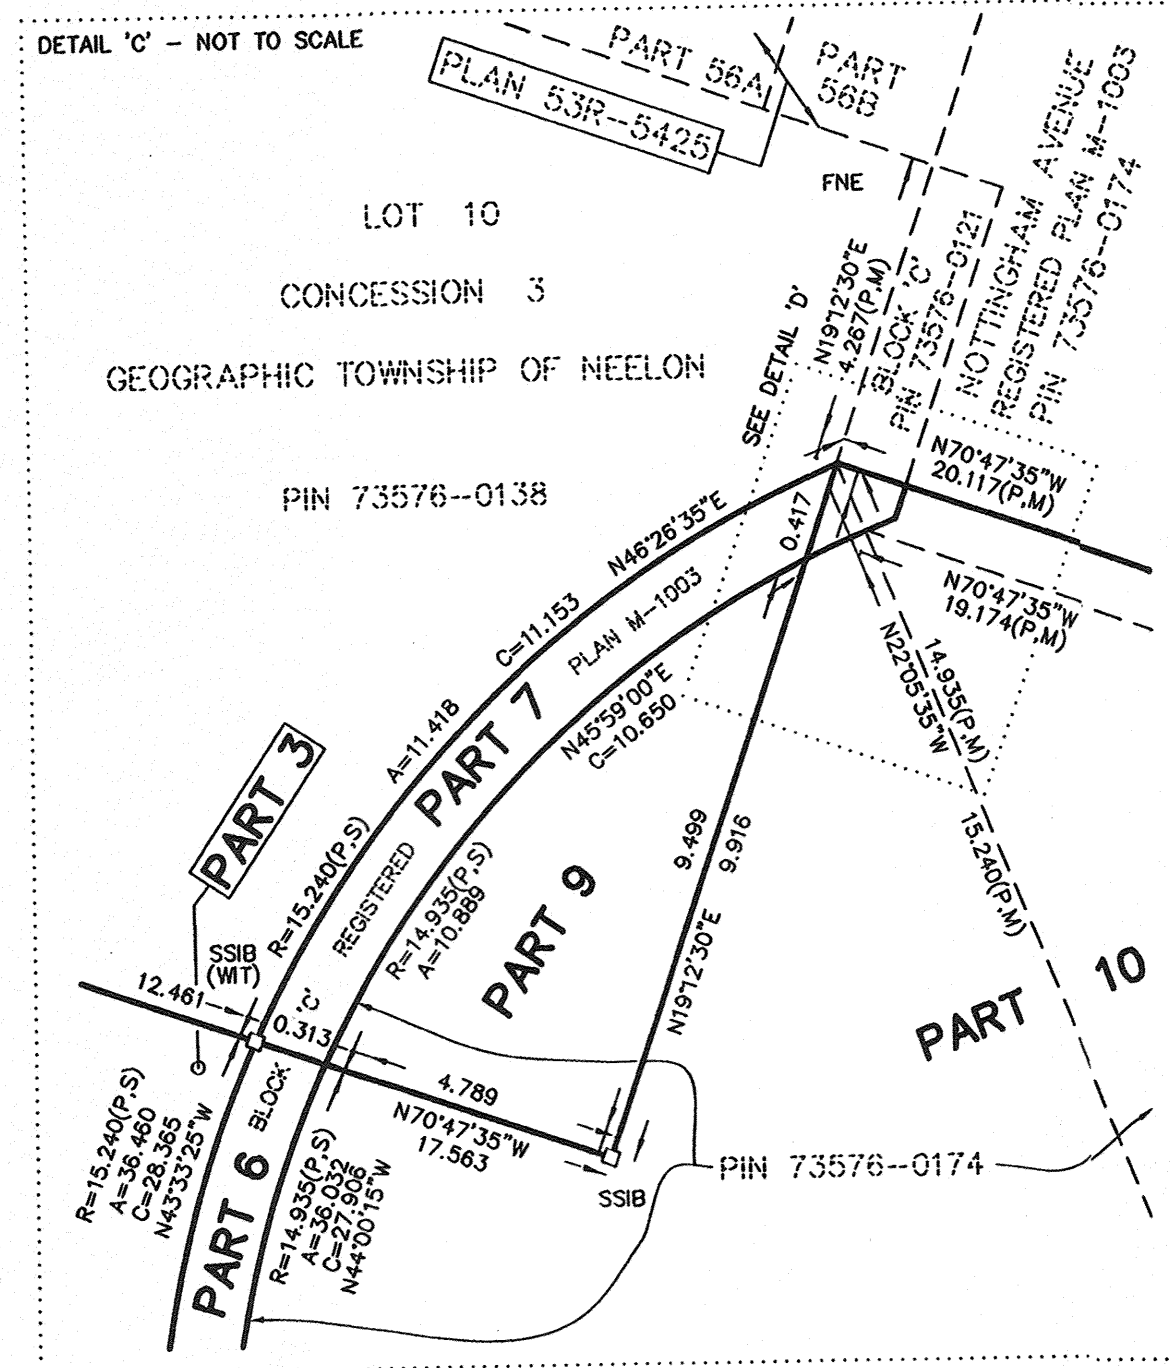 DETAIL 'C' - NOT TO SCALE
PART 56A
PART
56B
PLAN 53R--5425
FNE
NOTTINGHAM AVENUE
REGISTERED PLAN M--1003
PIN 73576--0174
LOT 10
CONCESSION 3
GEOGRAPHIC TOWNSHIP OF NEELON
PIN 73576--0138
SEE DETAIL 'D'
N19°12'30"E
4.267(P,M)
BLOCK 'C'
PIN 73576--0121
N70°47'35"W
20.117(P,M)
0.417
N46°26'35"E
C=11.153
A=11.418
R=15.240(P,S)
PLAN M--1003
PART 7
REGISTERED
'C'
BLOCK
N70°47'35"W
19.174(P,M)
14.935(P,M)
N22°05'35"W
15.240(P,M)
N45°59'00"E
C=10.650
R=14.935(P,S)
A=10.889
PART 3
PART 9
9.499
9.916
N19°12'30"E
PART 10
SSIB
(WIT)
12.461
0.313
4.789
N70°47'35"W
17.563
SSIB
R=15.240(P,S)
A=36.460
C=28.365
N43°33'25"W
PART 6
R=14.935(P,S)
A=36.032
C=27.906
N44°00'15"W
PIN 73576--0174